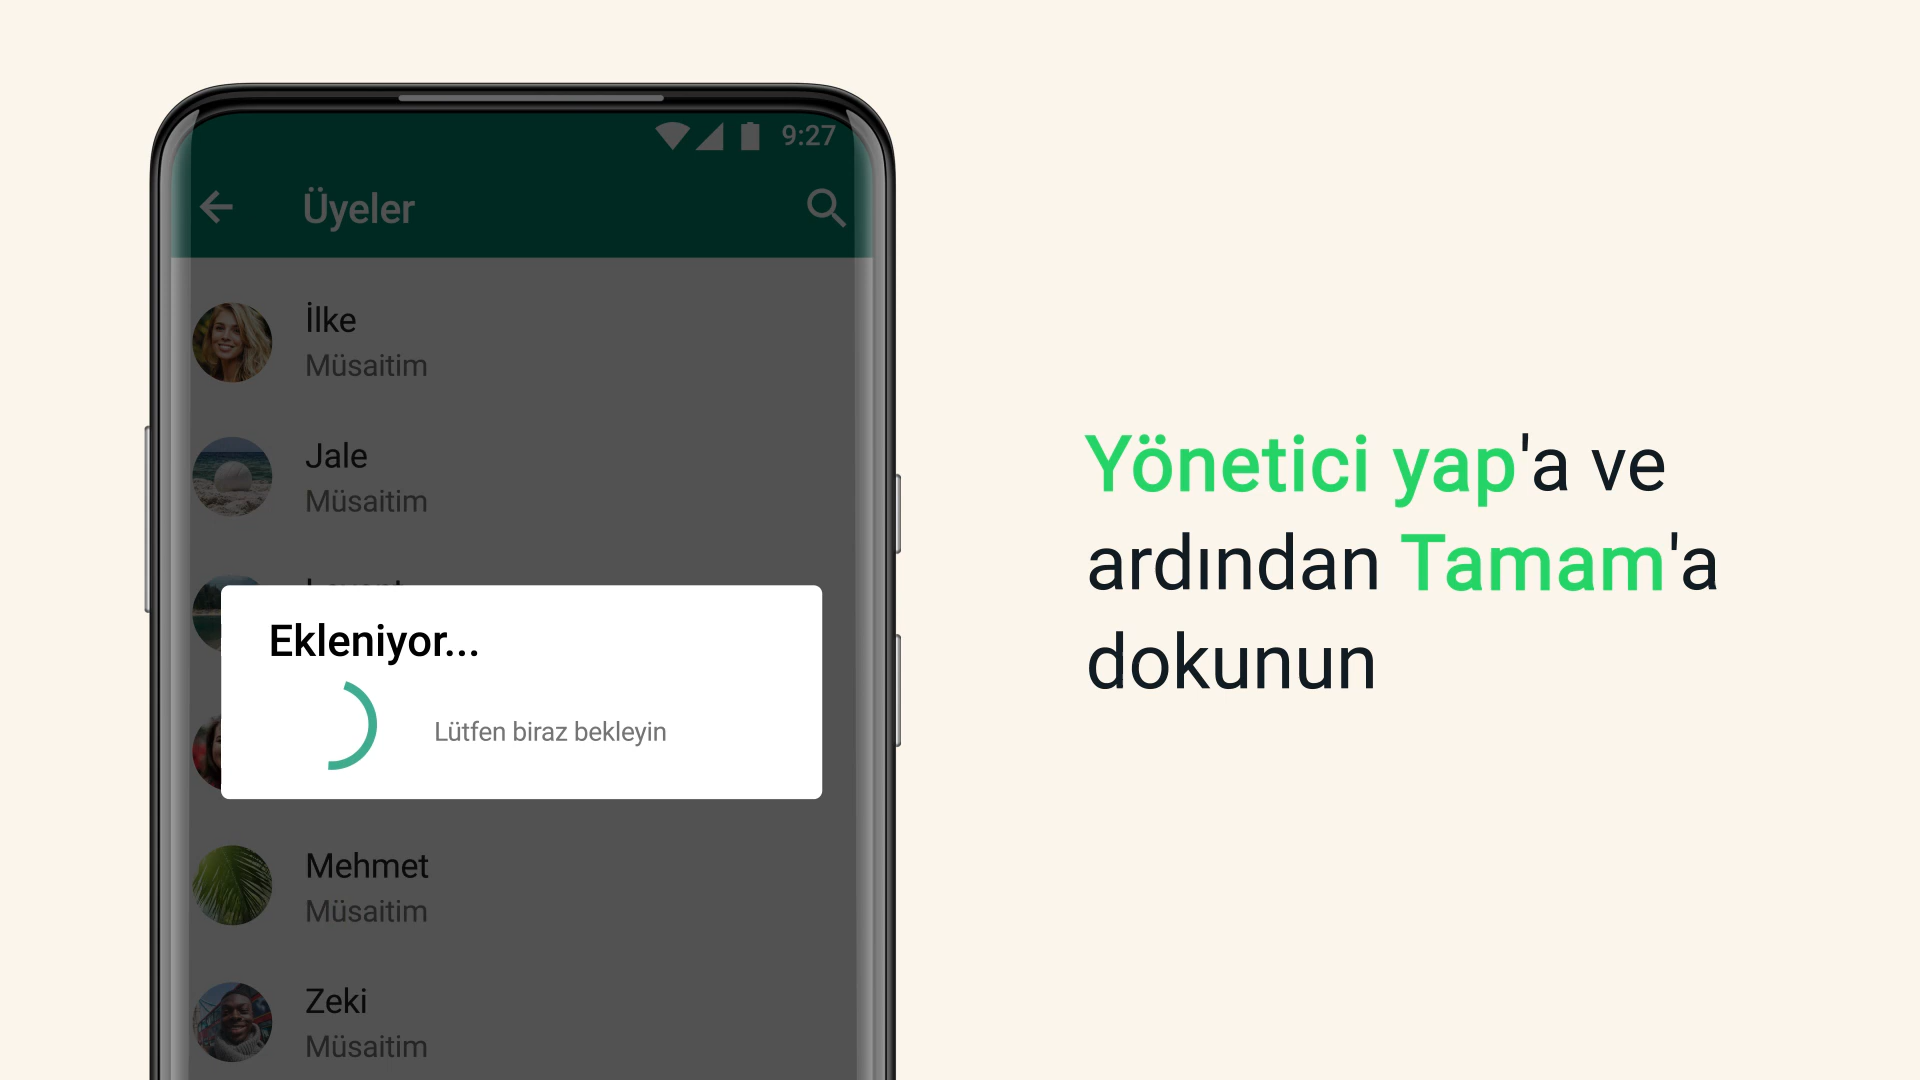 9:27
Üyeler
İlke
Müsaitim
Jale
Müsaitim
Ekleniyor...
Lütfen biraz bekleyin
Mehmet
Müsaitim
Zeki
Müsaitim
Yönetici yap'a ve
ardından Tamam'a
dokunun